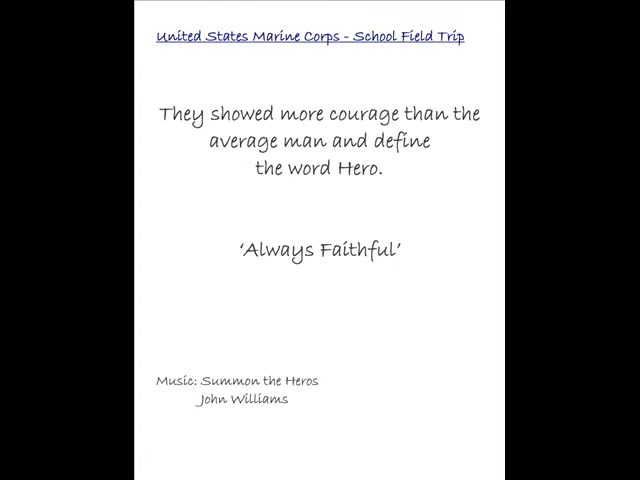 United States Marine Corps - School Field Trip
They showed more courage than the
average man and define
the word Hero.
‘Always Faithful’
Music: Summon the Heros
John Williams